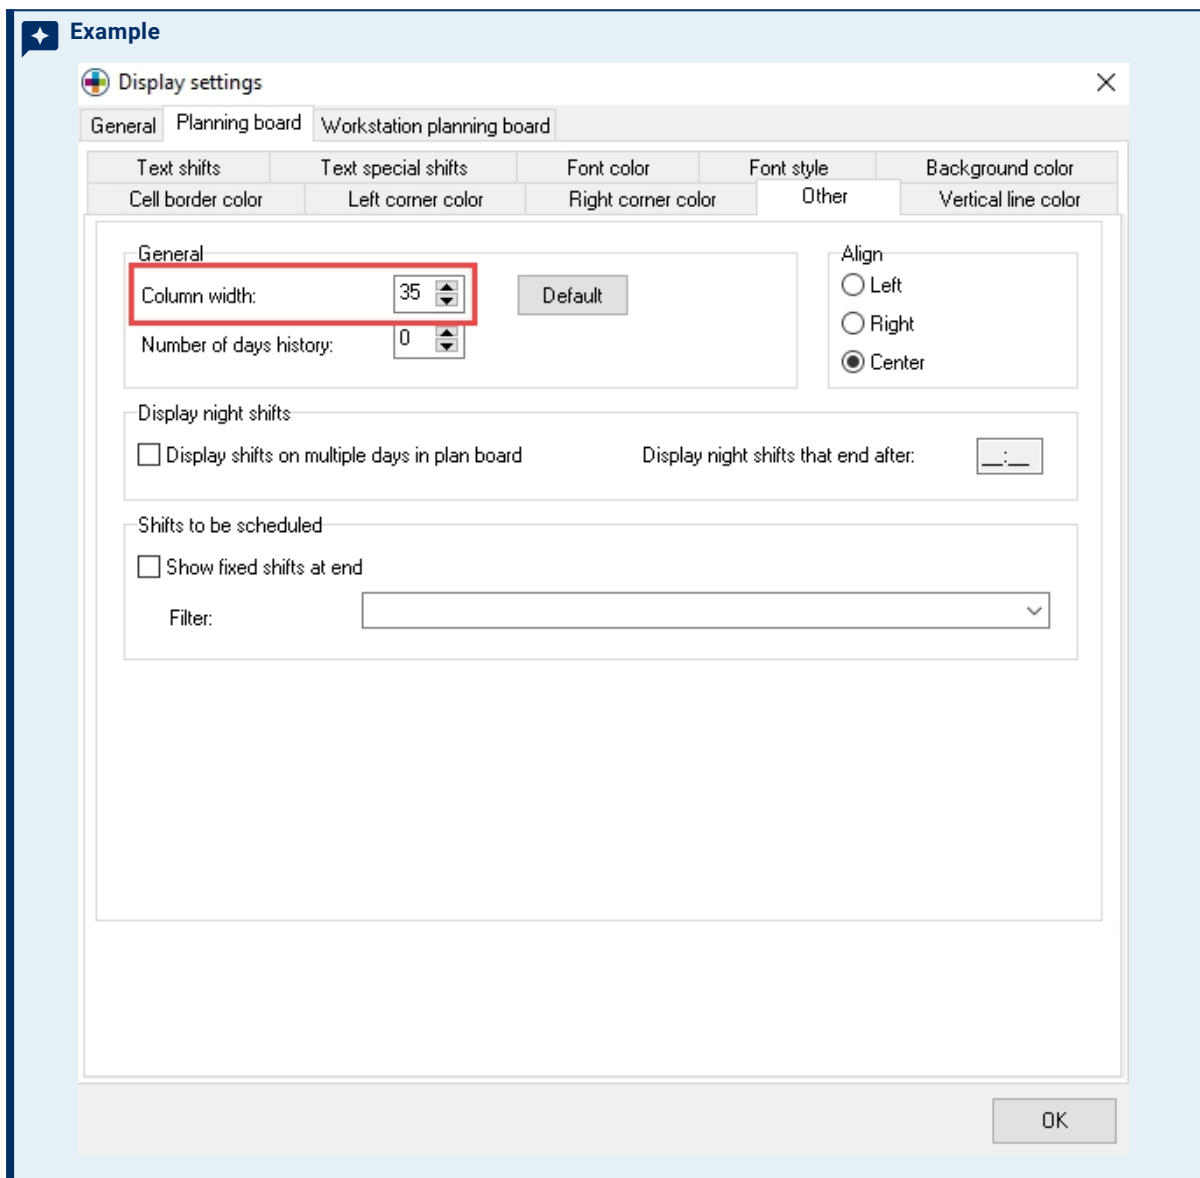 Example
Display settings
General Planning board Workstation planning board
Text shifts Text special shifts Font color Font style Background color
Cell border color Left corner color Right corner color Other Vertical line color
General
Column width: 35 Default
Number of days history: 0
Align
Left
Right
Center
Display night shifts
Display shifts on multiple days in plan board Display night shifts that end after: __:__
Shifts to be scheduled
Show fixed shifts at end
Filter:
OK